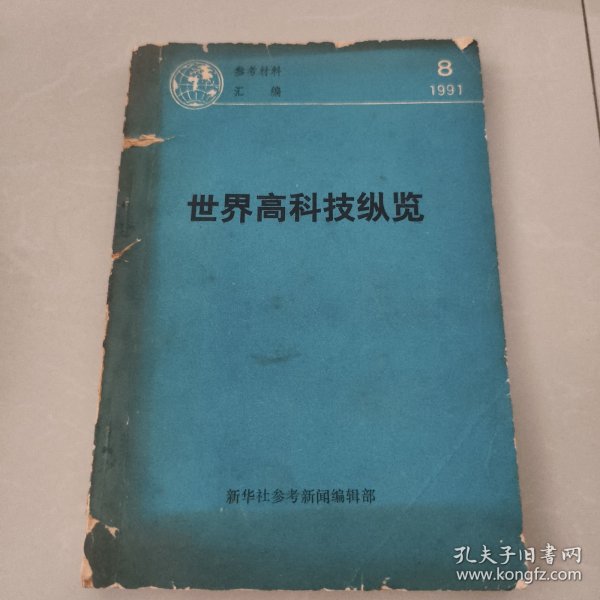 参考材料
汇 编
8
1991
世界高科技纵览
新华社参考新闻编辑部
孔夫子旧书网
www.kongfz.com